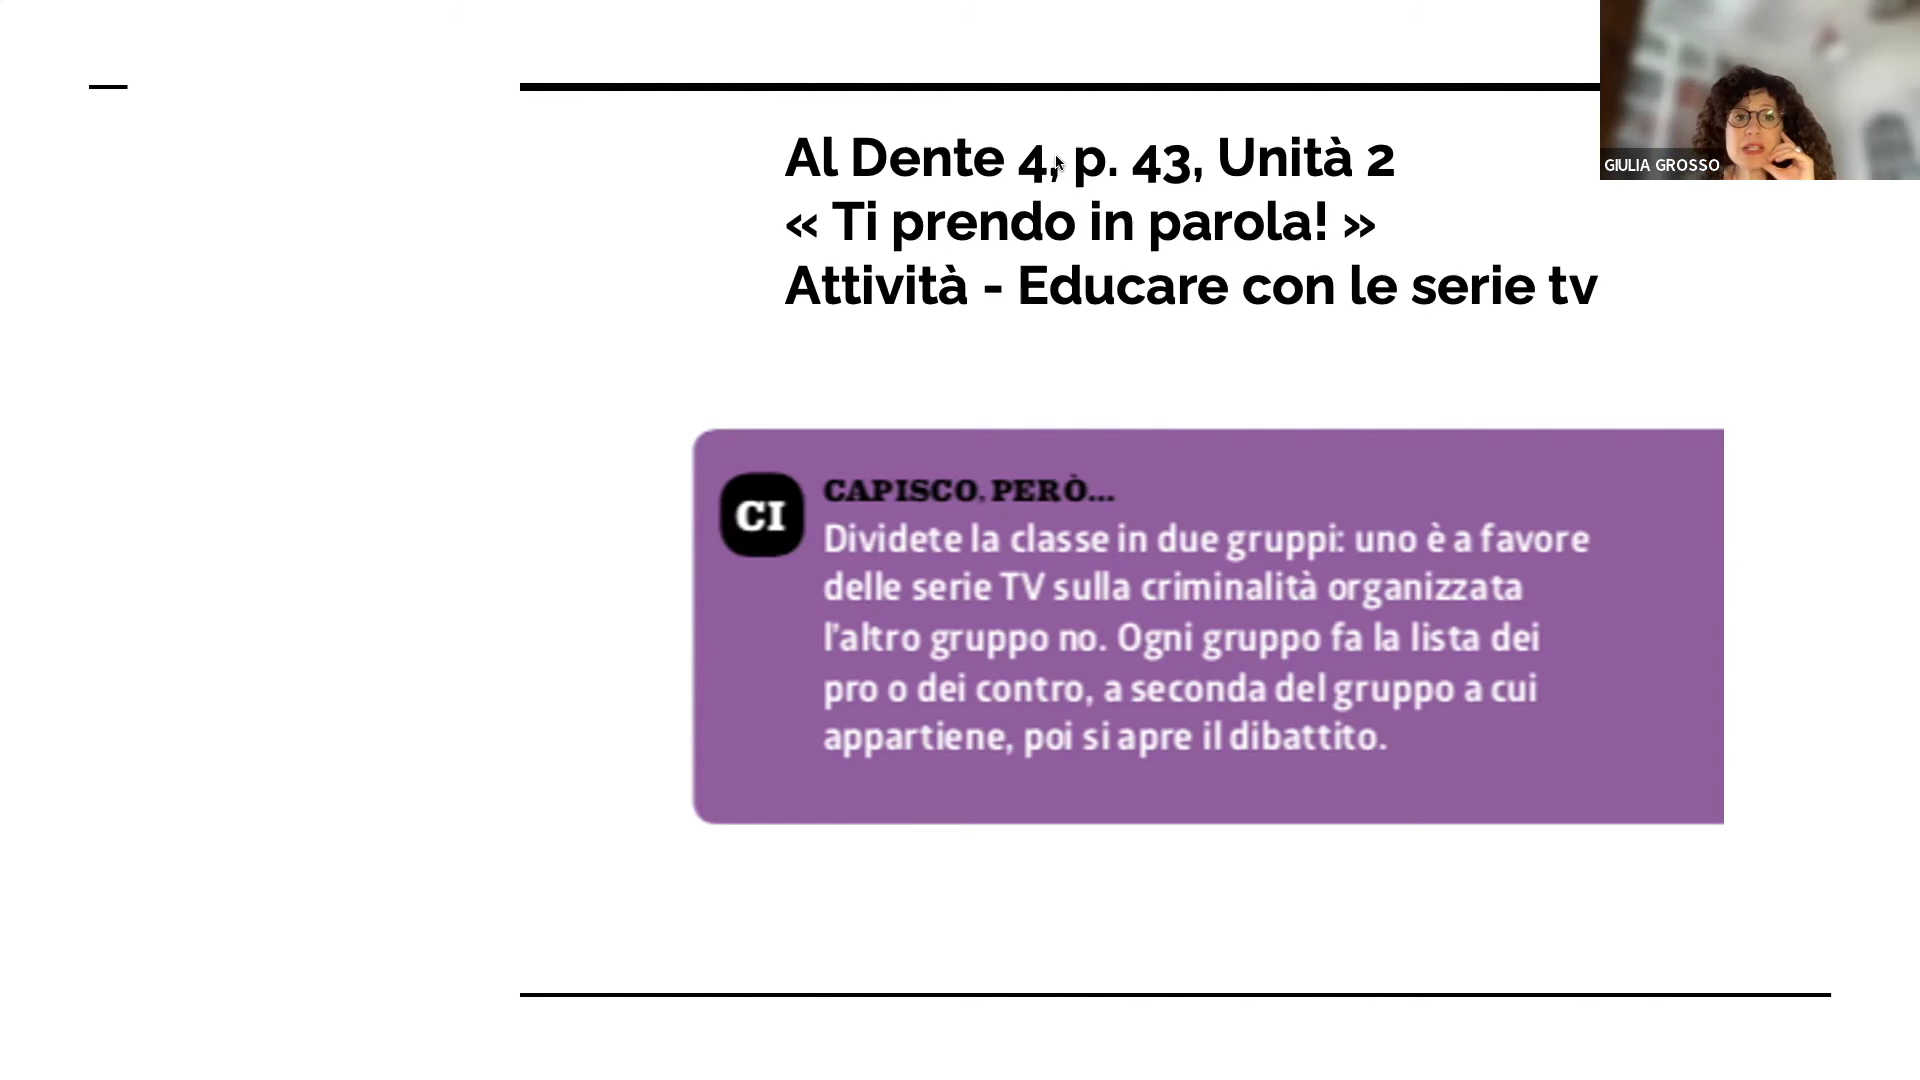 Al Dente 4, p. 43, Unità 2
« Ti prendo in parola! »
Attività - Educare con le serie tv
GIULIA GROSSO
CI
CAPISCO, PERÒ...
Dividete la classe in due gruppi: uno è a favore
delle serie TV sulla criminalità organizzata
l'altro gruppo no. Ogni gruppo fa la lista dei
pro o dei contro, a seconda del gruppo a cui
appartiene, poi si apre il dibattito.